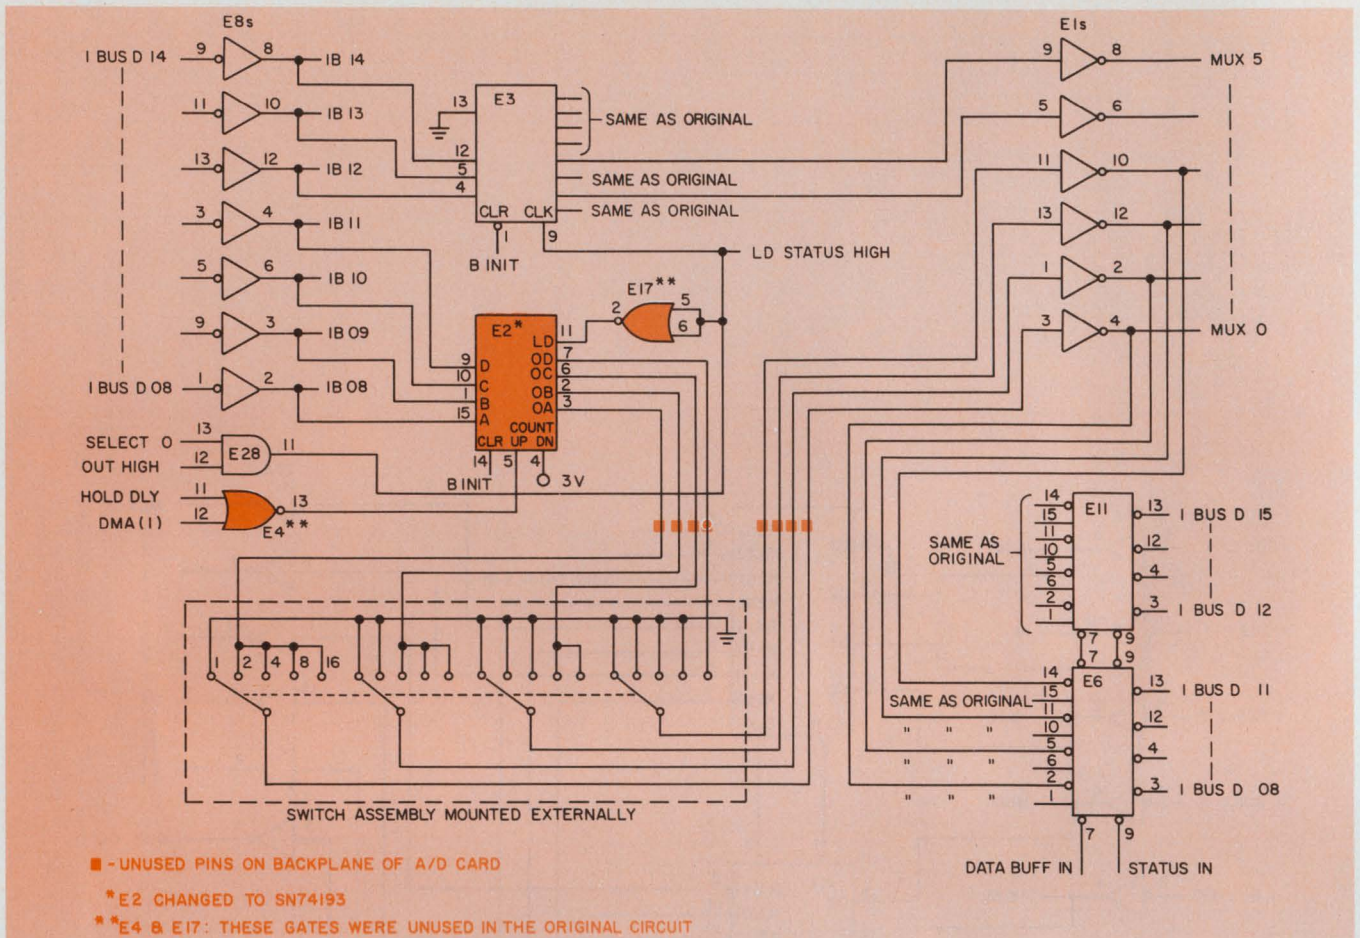 E8s
E1s
I BUS D 14 9 8 IB 14
11 10 IB 13
13 12 IB 12
3 4 IB 11
5 6 IB 10
9 3 IB 09
I BUS D 08 1 2 IB 08
SELECT 0 13
OUT HIGH 12
E28 11
HOLD DLY 11
DMA (1) 12
13
E4**
13 E3
12
5
4
CLR CLK
1 9
B INIT
SAME AS ORIGINAL
SAME AS ORIGINAL
SAME AS ORIGINAL
LD STATUS HIGH
E17**
2 5
6
E2*
LD 11
OD 7
OC 6
OB 2
OA 3
9 D
10 C
1 B
15 A
COUNT
CLR UP DN
14 5 4
B INIT
3V
9 8 MUX 5
5 6
11 10
13 12
1 2
3 4 MUX 0
1 2 4 8 16
SWITCH ASSEMBLY MOUNTED EXTERNALLY
SAME AS
ORIGINAL
14 E11 13 I BUS D 15
15
11 12
10
5 4
6
2 3 I BUS D 12
1
7 9
7 9
14 E6
SAME AS ORIGINAL 15 13 I BUS D 11
11
" " " 10 12
5
" " " 6 4
2 3 I BUS D 08
" " " 1
7 9
DATA BUFF IN STATUS IN
■ - UNUSED PINS ON BACKPLANE OF A/D CARD
*E2 CHANGED TO SN74193
**E4 & E17: THESE GATES WERE UNUSED IN THE ORIGINAL CIRCUIT